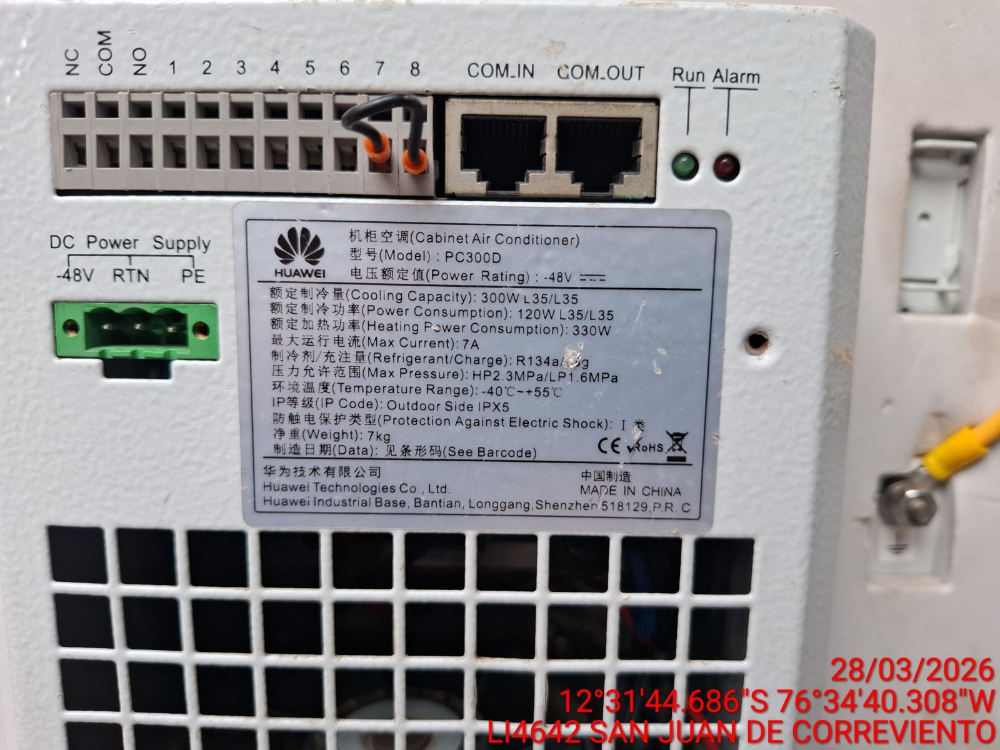 NC COM NO 1 2 3 4 5 6 7 8 COM_IN COM_OUT Run Alarm
DC Power Supply
-48V RTN PE
HUAWEI
机柜空调(Cabinet Air Conditioner)
型号(Model) : PC300D
电压额定值(Power Rating) : -48V
额定制冷量(Cooling Capacity): 300W L35/L35
额定制冷功率(Power Consumption): 120W L35/L35
额定加热功率(Heating Power Consumption): 330W
最大运行电流(Max Current): 7A
制冷剂/充注量(Refrigerant/Charge): R134a/
压力允许范围(Max Pressure): HP2.3MPa/LP1.6MPa
环境温度(Temperature Range): -40℃~+55℃
IP等级(IP Code): Outdoor Side IPX5
防触电保护类型(Protection Against Electric Shock): I 类
净重(Weight): 7kg
制造日期(Data): 见条形码(See Barcode)
CE RoHS
华为技术有限公司
中国制造
Huawei Technologies Co., Ltd.
MADE IN CHINA
Huawei Industrial Base, Bantian, Longgang,Shenzhen 518129,P.R. C
28/03/2026
12°31'44.686"S 76°34'40.308"W
LI4642 SAN JUAN DE CORREVIENTO